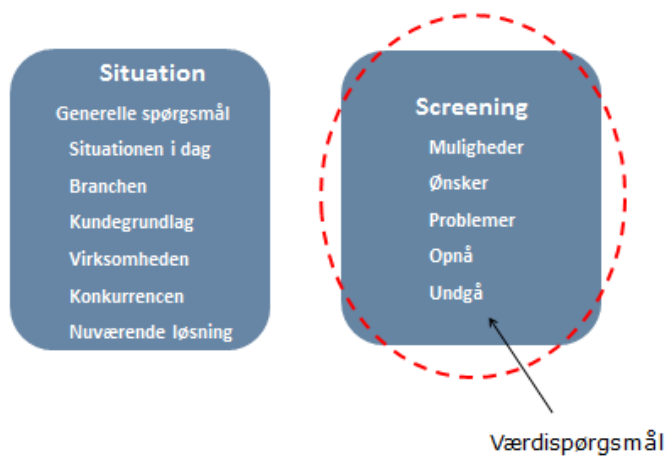 Situation
Generelle spørgsmål
Situationen i dag
Branchen
Kundegrundlag
Virksomheden
Konkurrencen
Nuværende løsning
Screening
Muligheder
Ønsker
Problemer
Opnå
Undgå
Værdispørgsmål